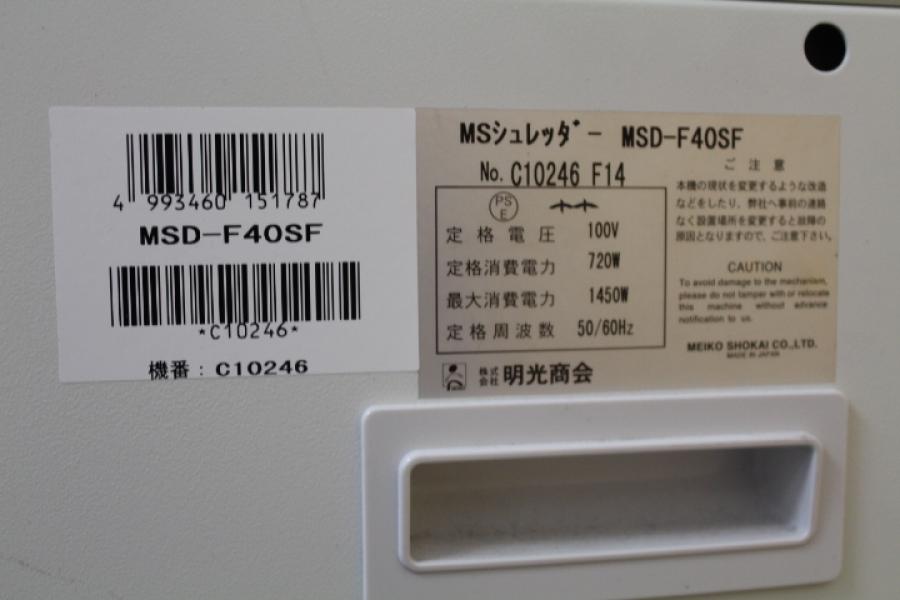 4 993460 151787
MSD-F40SF
*C10246*
機番：C10246
MSシュレッダー MSD-F40SF
No. C10246 F14
PS
E
定格電圧 100V
定格消費電力 720W
最大消費電力 1450W
定格周波数 50/60Hz
株式
会社 明光商会
ご注意
本機の現状を変更するような改造
などをしたり、弊社へ事前の連絡
なく設置場所を変更すると故障の
原因となりますので、ご注意下さい。
CAUTION
To avoid damage to the mechanism,
please do not tamper with or relocate
this machine without advance
notification to us.
MEIKO SHOKAI CO.,LTD.
MADE IN JAPAN